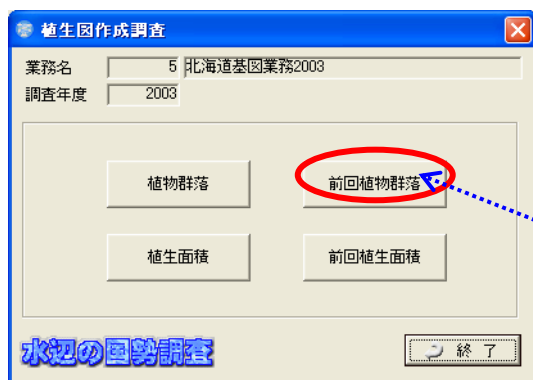 植生図作成調査
業務名 5 北海道基図業務2003
調査年度 2003
植物群落 前回植物群落
植生面積 前回植生面積
水辺の国勢調査 終了